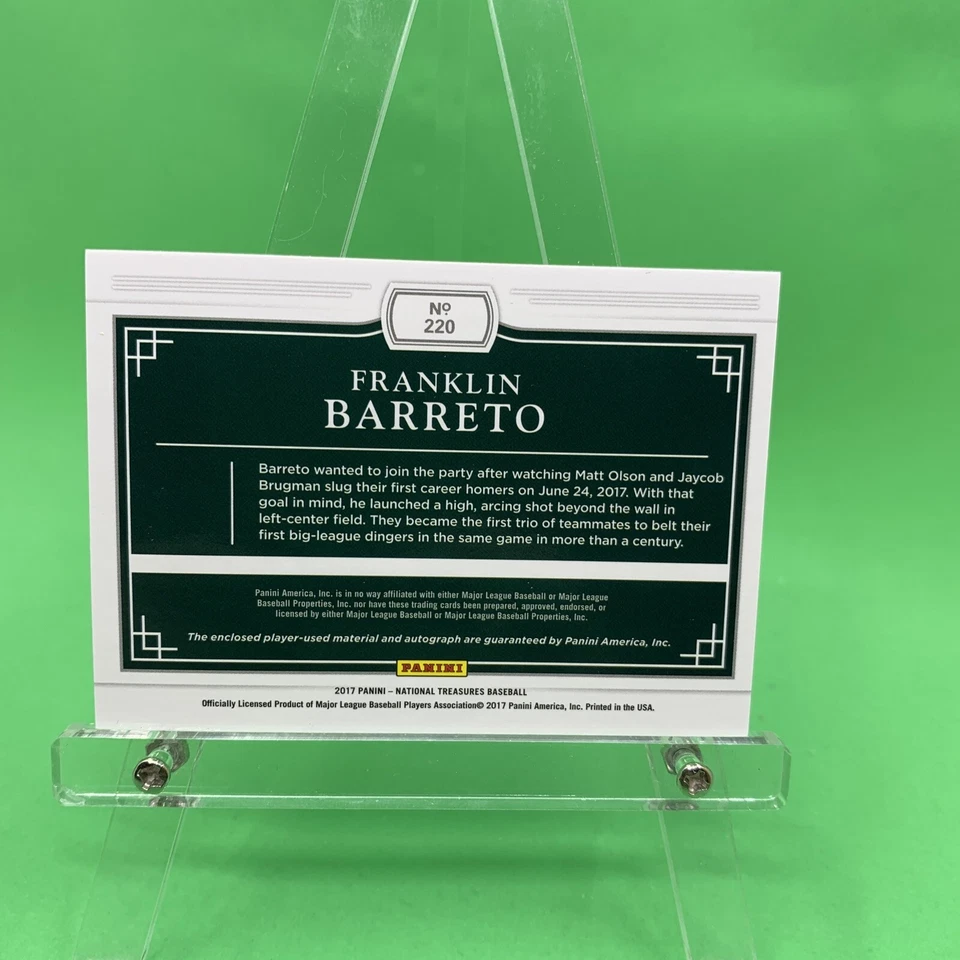 Nº
220
FRANKLIN
BARRETO
Barreto wanted to join the party after watching Matt Olson and Jaycob
Brugman slug their first career homers on June 24, 2017. With that
goal in mind, he launched a high, arcing shot beyond the wall in
left-center field. They became the first trio of teammates to belt their
first big-league dingers in the same game in more than a century.
Panini America, Inc. is in no way affiliated with either Major League Baseball or Major League
Baseball Properties, Inc. nor have these trading cards been prepared, approved, endorsed, or
licensed by either Major League Baseball or Major League Baseball Properties, Inc.
The enclosed player-used material and autograph are guaranteed by Panini America, Inc.
PANINI
2017 PANINI – NATIONAL TREASURES BASEBALL
Officially Licensed Product of Major League Baseball Players Association© 2017 Panini America, Inc. Printed in the USA.